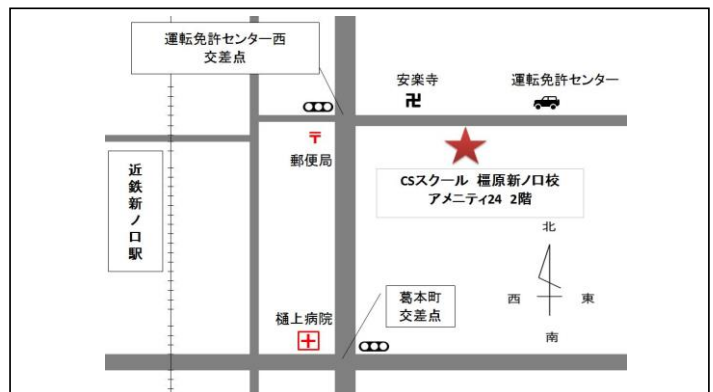 運転免許センター西
交差点
安楽寺
卍
運転免許センター
〒
郵便局
CSスクール 橿原新ノ口校
アメニティ24 2階
近鉄新ノ口駅
北
西
東
南
葛本町
交差点
樋上病院